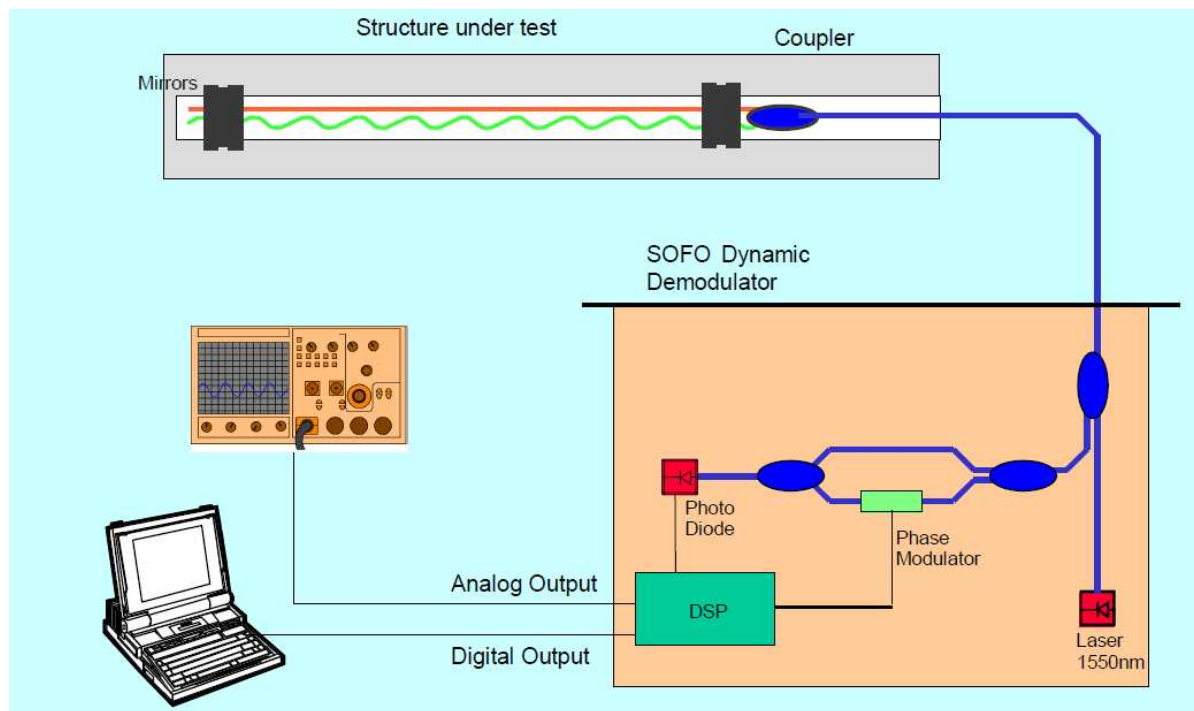 Structure under test
Coupler
Mirrors
SOFO Dynamic
Demodulator
Photo
Diode
Phase
Modulator
Analog Output
DSP
Digital Output
Laser
1550nm